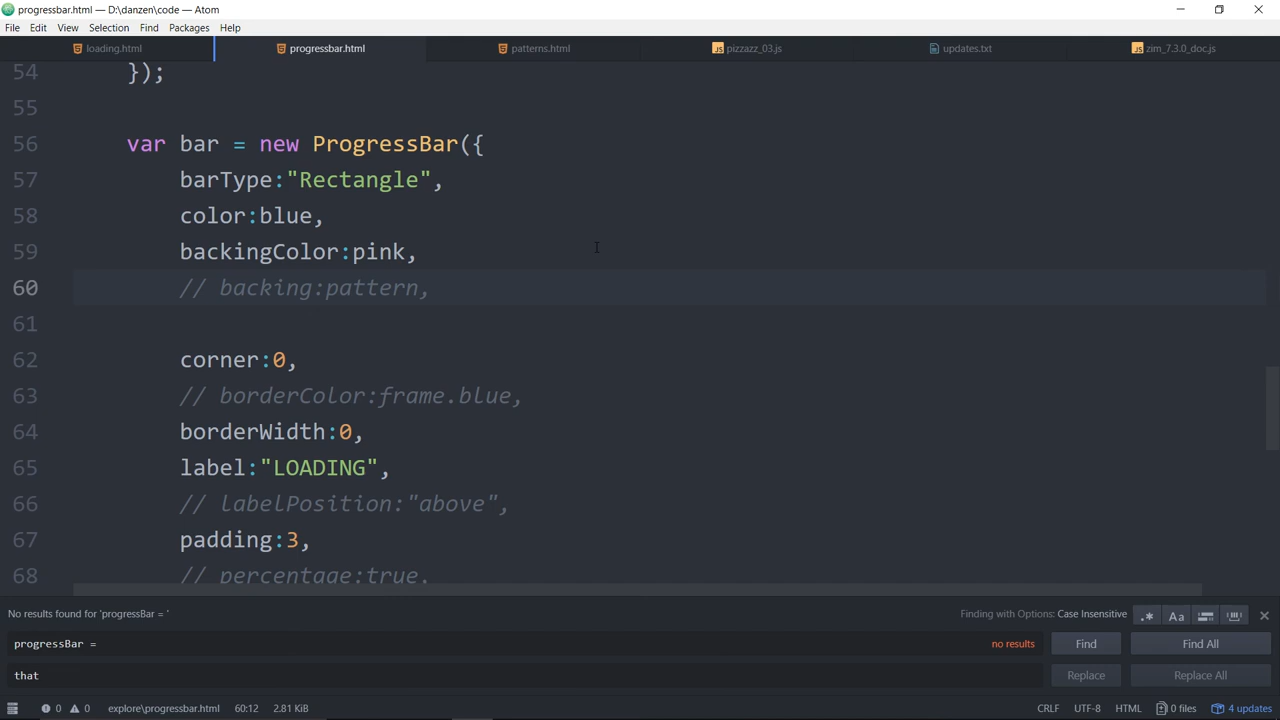 progressbar.html — D:\danzen\code — Atom
File Edit View Selection Find Packages Help
loading.html progressbar.html patterns.html pizzazz_03.js updates.txt zim_7.3.0_doc.js
54 });
55
56 var bar = new ProgressBar({
57 barType:"Rectangle",
58 color:blue,
59 backingColor:pink,
60 // backing:pattern,
61
62 corner:0,
63 // borderColor:frame.blue,
64 borderWidth:0,
65 label:"LOADING",
66 // labelPosition:"above",
67 padding:3,
68 // percentage:true,
No results found for 'progressBar = ' Finding with Options: Case Insensitive .* Aa
progressBar = no results Find Find All
that Replace Replace All
0 0 explore\progressbar.html 60:12 2.81 KiB CRLF UTF-8 HTML 0 files 4 updates